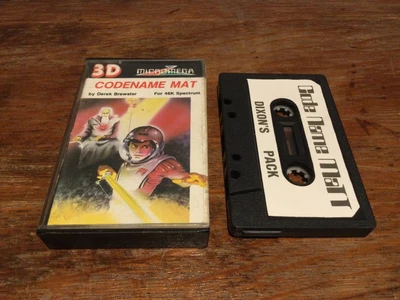 3D
MICROMEGA
CODENAME MAT
by Derek Brewster
For 48K Spectrum
Code Name MAT
DIXON'S PACK